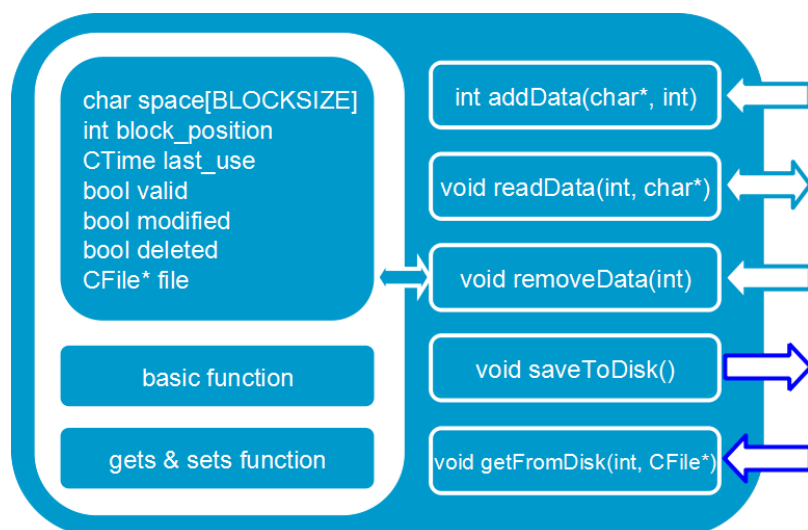 char space[BLOCKSIZE]
int block_position
CTime last_use
bool valid
bool modified
bool deleted
CFile* file
basic function
gets & sets function
int addData(char*, int)
void readData(int, char*)
void removeData(int)
void saveToDisk()
void getFromDisk(int, CFile*)